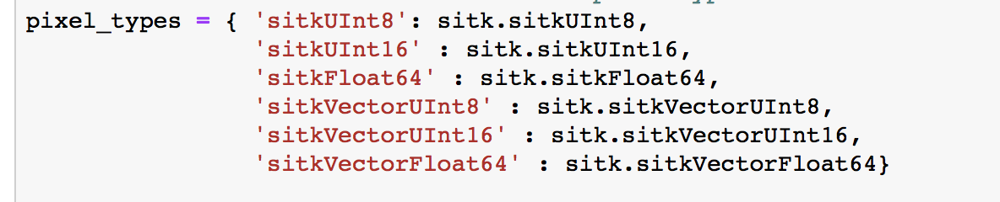 pixel_types = { 'sitkUInt8': sitk.sitkUInt8,
'sitkUInt16' : sitk.sitkUInt16,
'sitkFloat64' : sitk.sitkFloat64,
'sitkVectorUInt8' : sitk.sitkVectorUInt8,
'sitkVectorUInt16' : sitk.sitkVectorUInt16,
'sitkVectorFloat64' : sitk.sitkVectorFloat64}